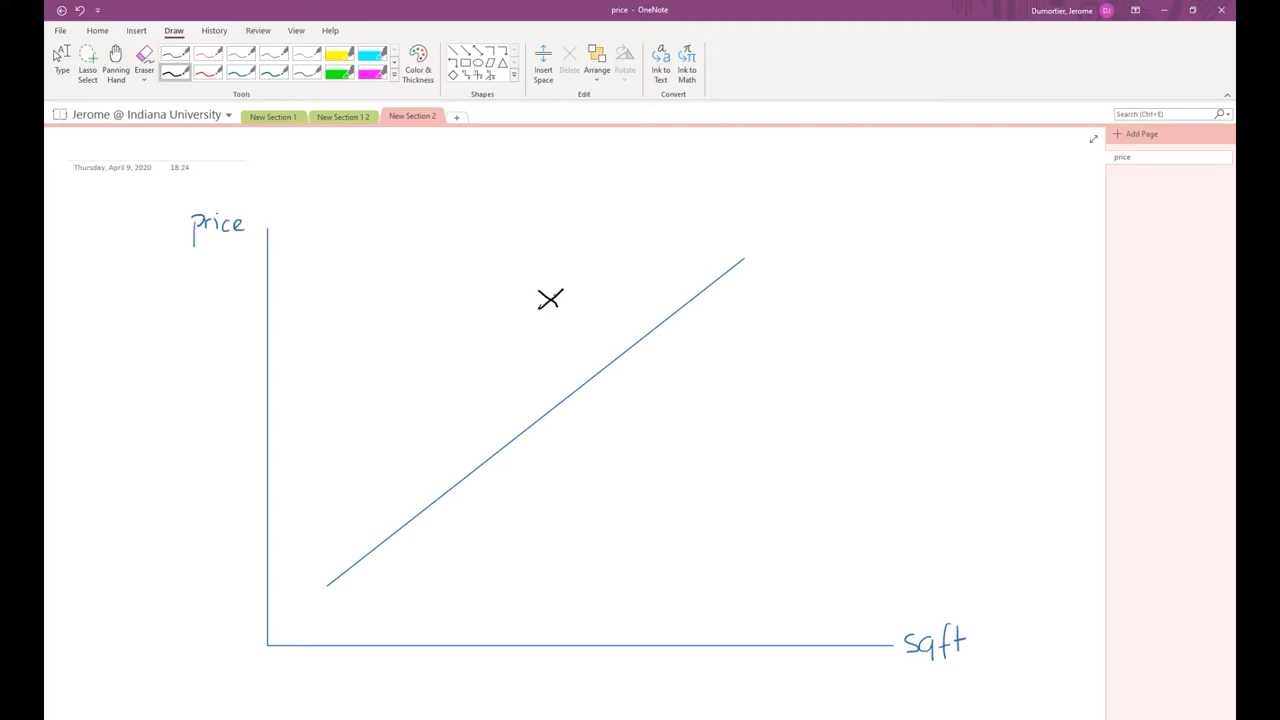 price - OneNote
Dumortier, Jerome
DJ
File Home Insert Draw History Review View Help
Type
Lasso Select
Panning Hand
Eraser
Color & Thickness
Insert Space
Delete
Arrange
Rotate
Ink to Text
Ink to Math
Tools
Shapes
Edit
Convert
Jerome @ Indiana University
New Section 1
New Section 1 2
New Section 2
Search (Ctrl+E)
Add Page
price
Thursday, April 9, 2020 18:24
price
sqft